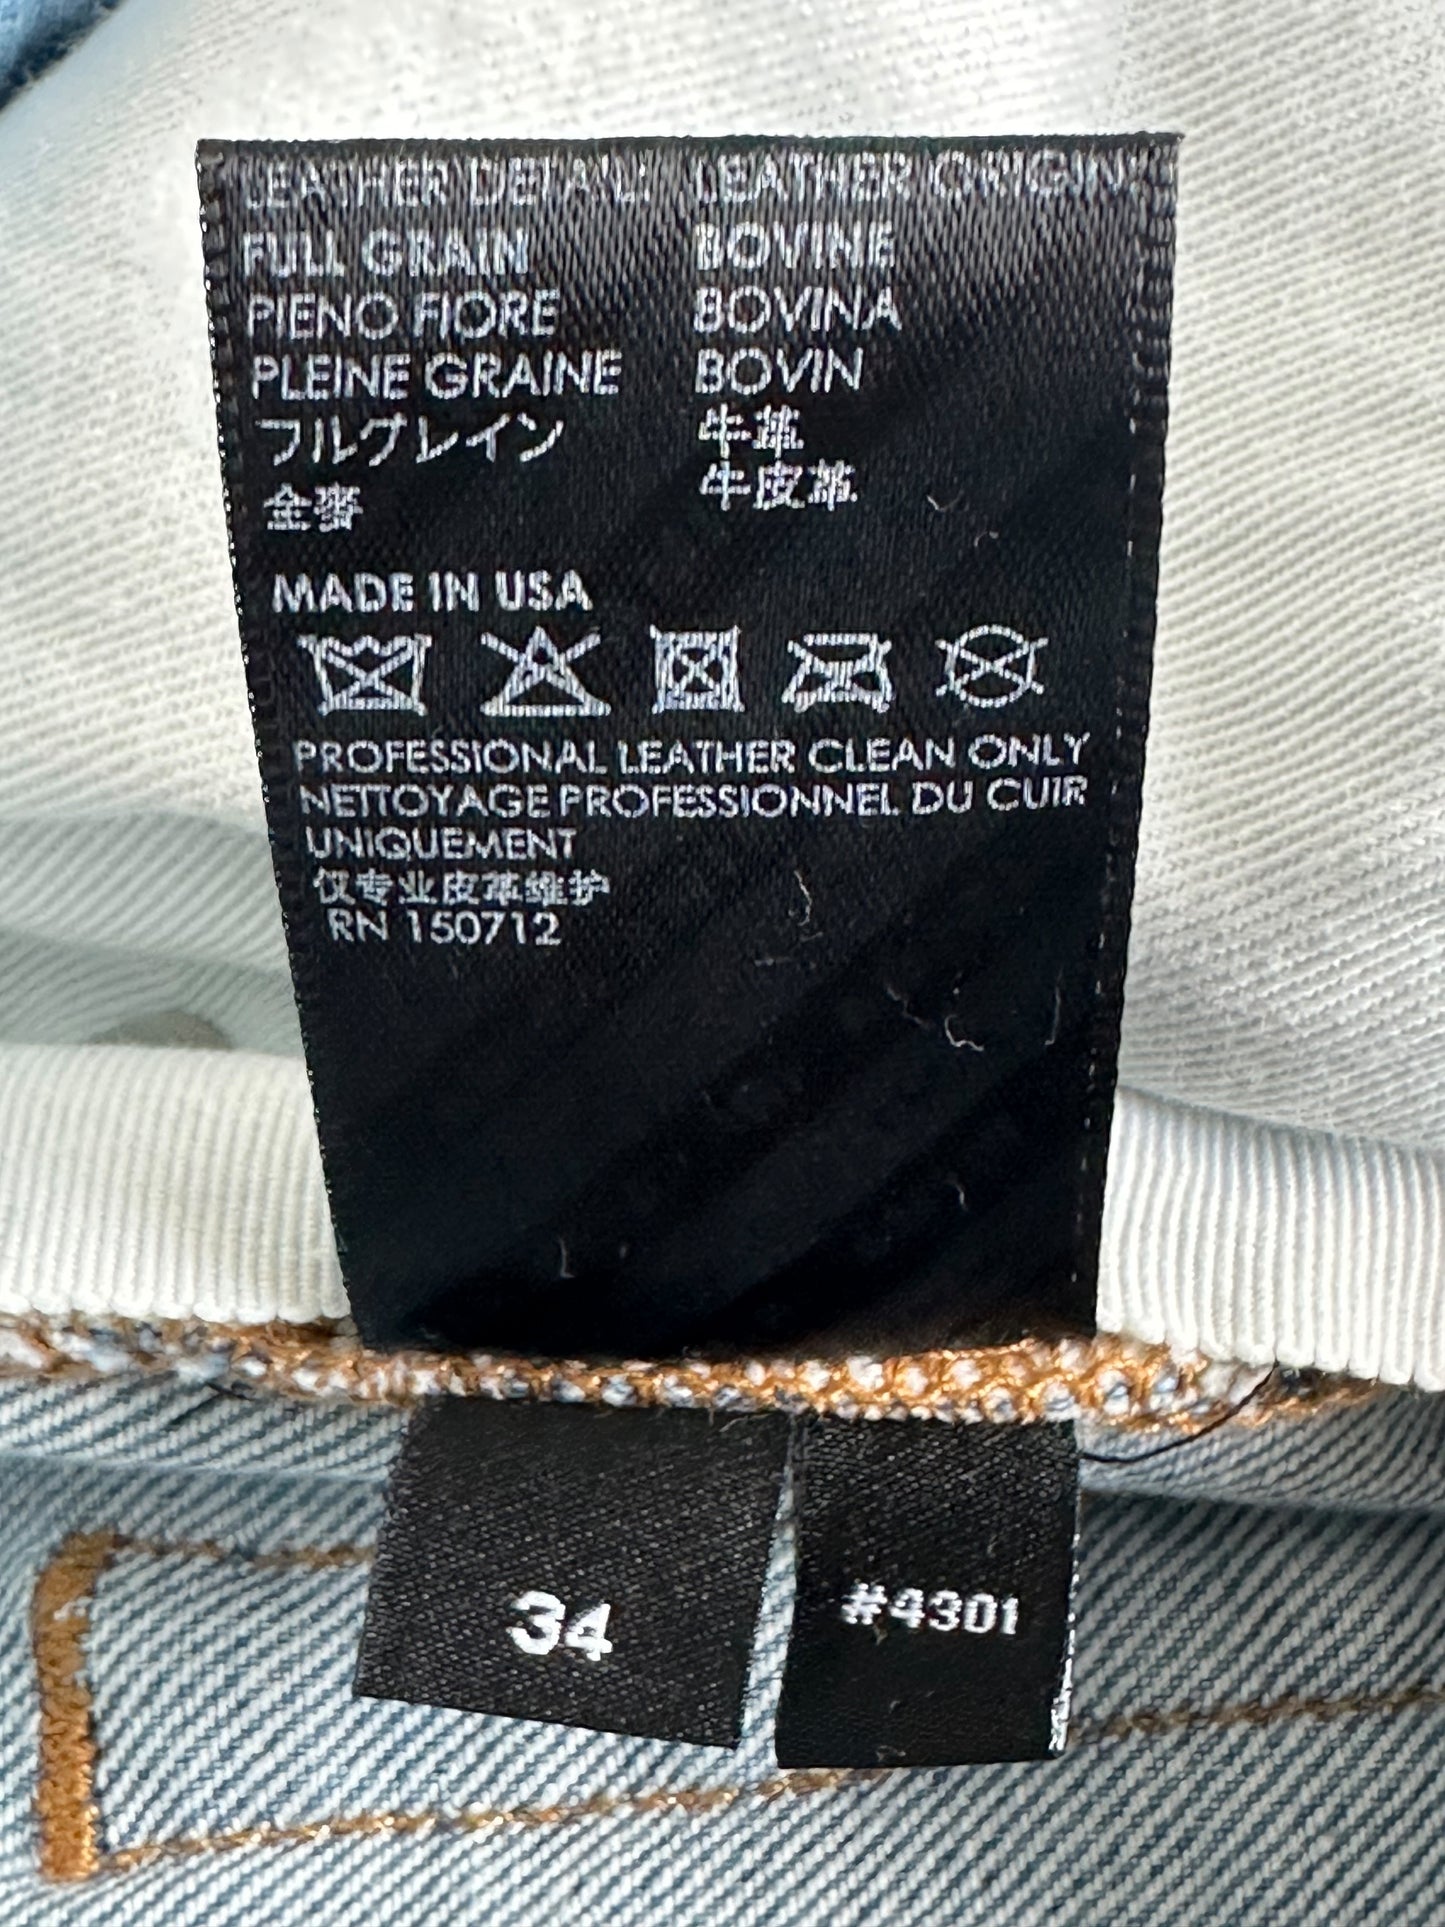 LEATHER DETAIL: LEATHER ORIGIN:
FULL GRAIN BOVINE
PIENO FIORE BOVINA
PLEINE GRAINE BOVIN
フルグレイン 牛革
全 牛皮革
MADE IN USA
PROFESSIONAL LEATHER CLEAN ONLY
NETTOYAGE PROFESSIONNEL DU CUIR
UNIQUEMENT
仅专业皮革维护
RN 150712
34
#4301